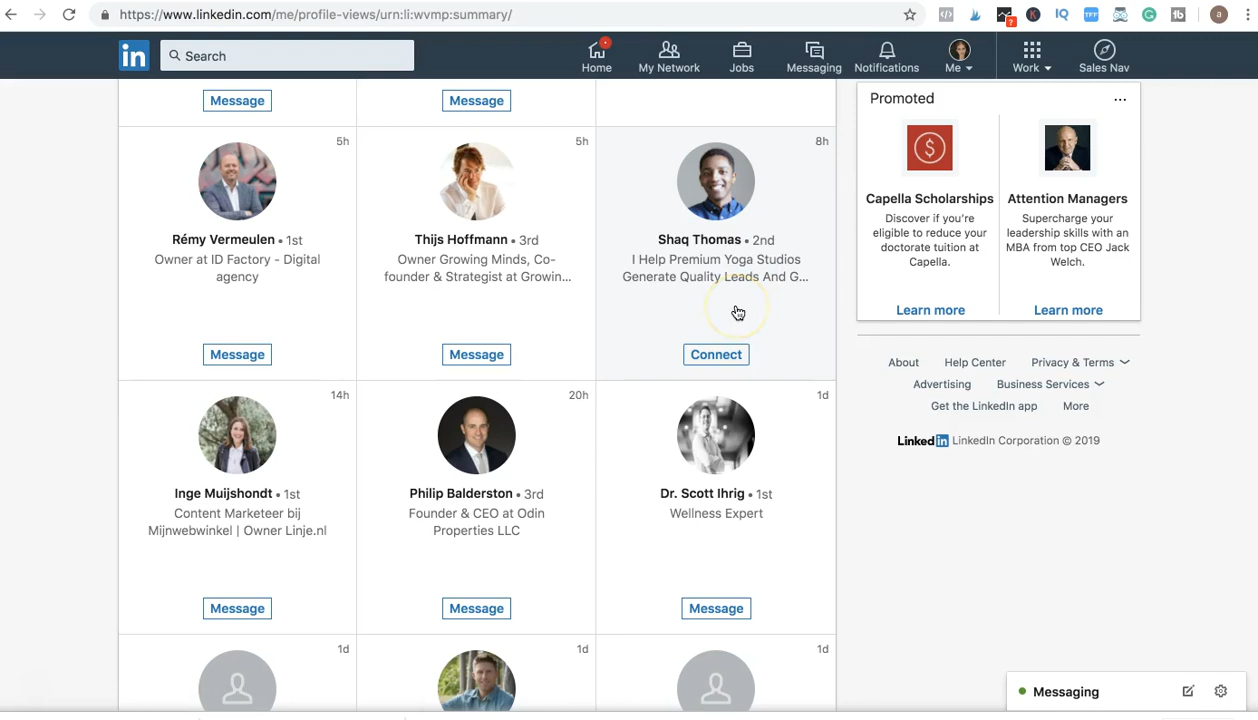 https://www.linkedin.com/me/profile-views/urn:li:wvmp:summary/
?
K
IQ
TFF
G
tb
a
in
Search
Home
My Network
Jobs
Messaging
Notifications
Me
Work
Sales Nav
Message
Message
5h
Rémy Vermeulen • 1st
Owner at ID Factory - Digital
agency
Message
5h
Thijs Hoffmann • 3rd
Owner Growing Minds, Co-
founder & Strategist at Growin...
Message
8h
Shaq Thomas • 2nd
I Help Premium Yoga Studios
Generate Quality Leads And G...
Connect
14h
Inge Muijshondt • 1st
Content Marketeer bij
Mijnwebwinkel | Owner Linje.nl
Message
20h
Philip Balderston • 3rd
Founder & CEO at Odin
Properties LLC
Message
1d
Dr. Scott Ihrig • 1st
Wellness Expert
Message
1d
1d
1d
Promoted
...
$
Capella Scholarships
Discover if you're
eligible to reduce your
doctorate tuition at
Capella.
Learn more
Attention Managers
Supercharge your
leadership skills with an
MBA from top CEO Jack
Welch.
Learn more
About Help Center Privacy & Terms
Advertising Business Services
Get the LinkedIn app More
Linked in LinkedIn Corporation © 2019
Messaging